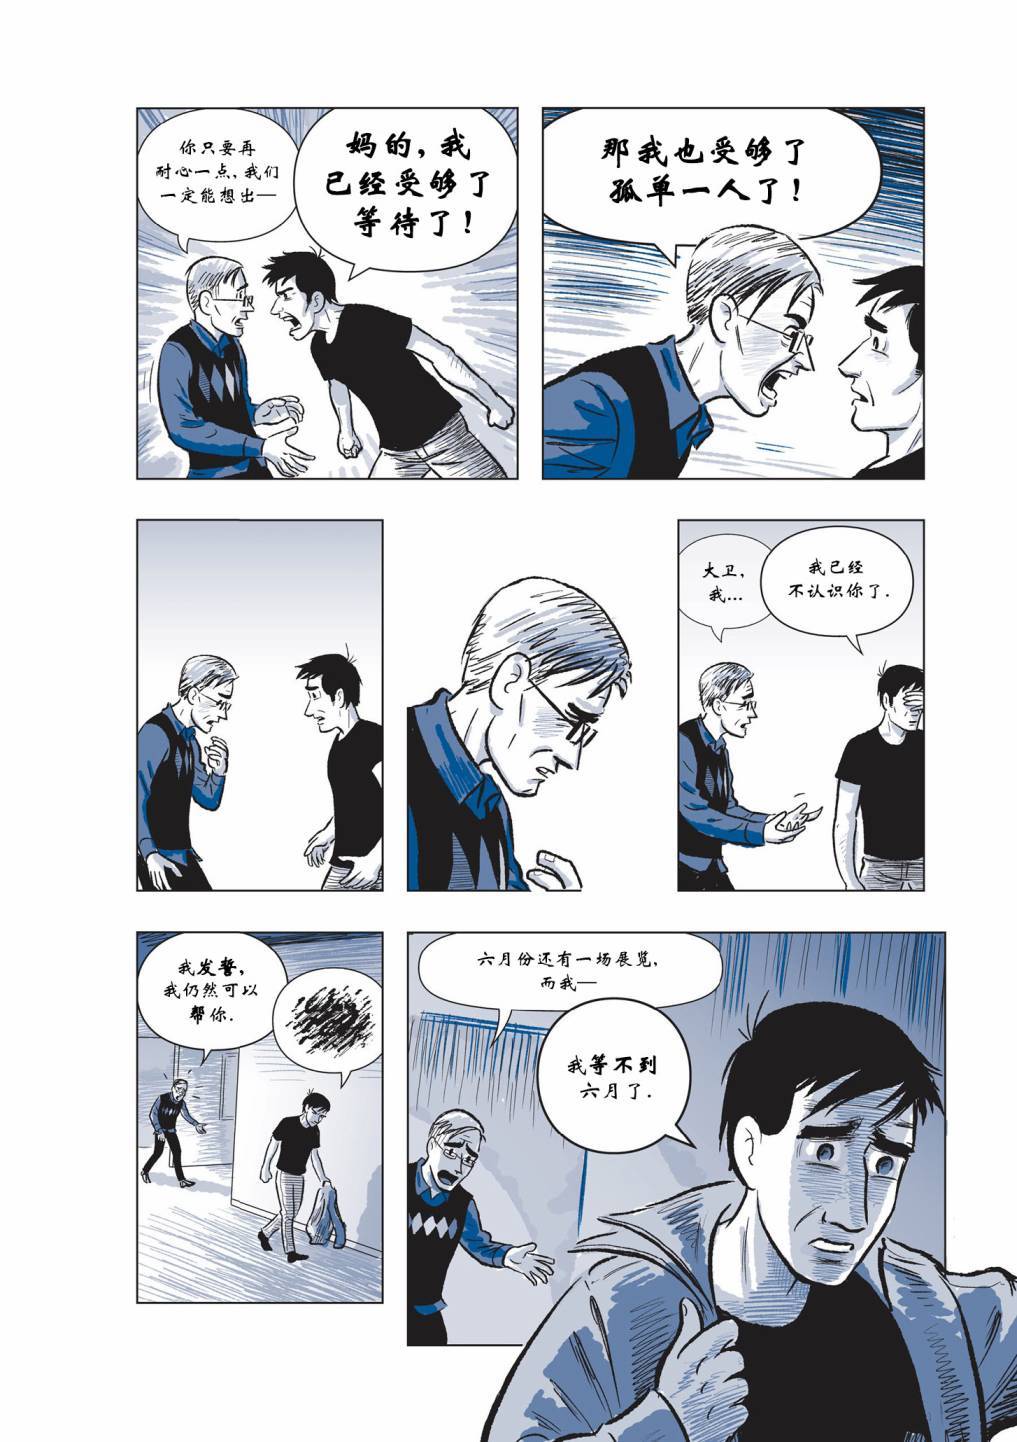 你只要再
耐心一点,我们
一定能想出—
妈的,我
已经受够了
等待了!
那我也受够了
孤单一人了!
大卫,
我...
我已经
不认识你了.
我发誓,
我仍然可以
帮你.
六月份还有一场展览,
而我—
我等不到
六月了.